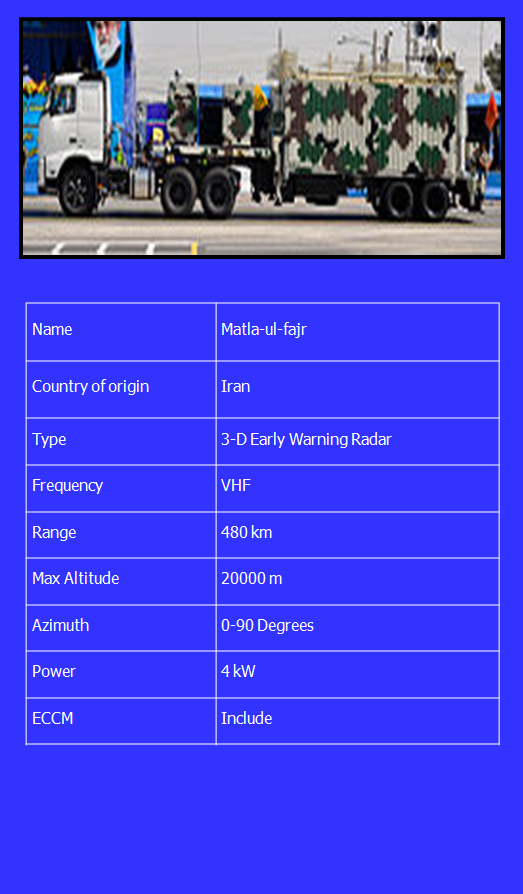 Name Matla-ul-fajr
Country of origin Iran
Type 3-D Early Warning Radar
Frequency VHF
Range 480 km
Max Altitude 20000 m
Azimuth 0-90 Degrees
Power 4 kW
ECCM Include